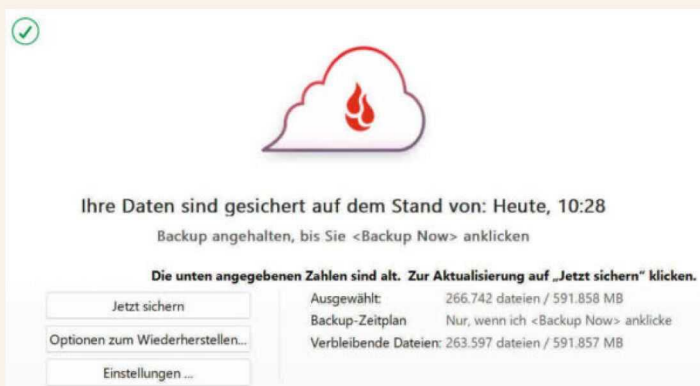 Ihre Daten sind gesichert auf dem Stand von: Heute, 10:28
Backup angehalten, bis Sie <Backup Now> anklicken
Die unten angegebenen Zahlen sind alt. Zur Aktualisierung auf „Jetzt sichern" klicken.
Jetzt sichern
Optionen zum Wiederherstellen...
Einstellungen ...
Ausgewählt: 266.742 dateien / 591.858 MB
Backup-Zeitplan Nur, wenn ich <Backup Now> anklicke
Verbleibende Dateien: 263.597 dateien / 591.857 MB